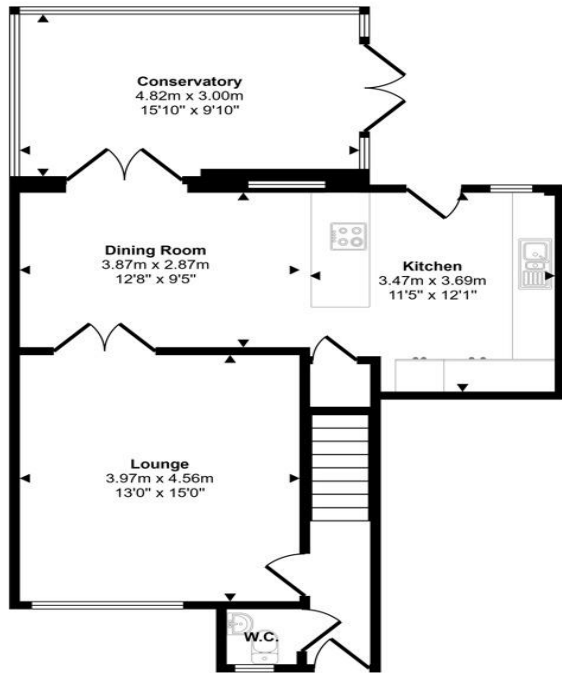 Conservatory
4.82m x 3.00m
15'10" x 9'10"
Dining Room
3.87m x 2.87m
12'8" x 9'5"
Kitchen
3.47m x 3.69m
11'5" x 12'1"
Lounge
3.97m x 4.56m
13'0" x 15'0"
W.C.